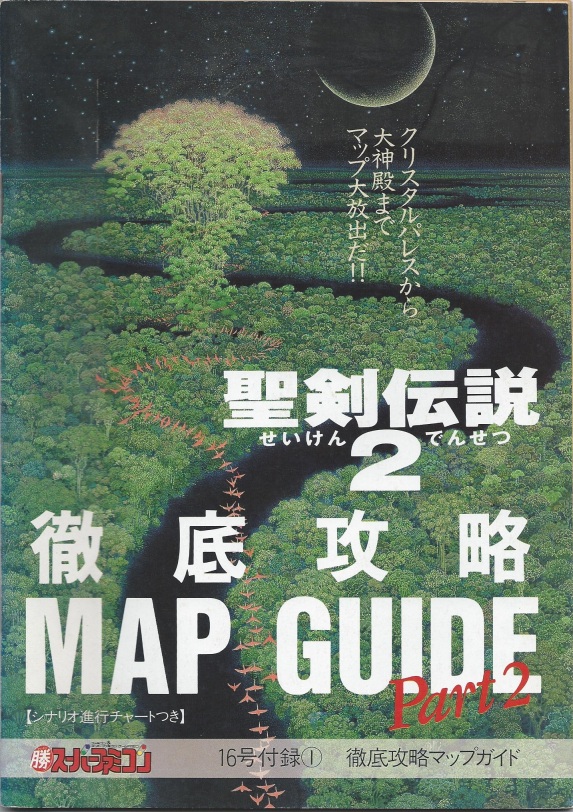 クリスタルパレスから
大神殿まで
マップ大放出だ!!
聖剣伝説
せいけん でんせつ
2
徹底攻略
MAP GUIDE
Part 2
【シナリオ進行チャートつき】
勝 スーパーファミコン 16号付録① 徹底攻略マップガイド